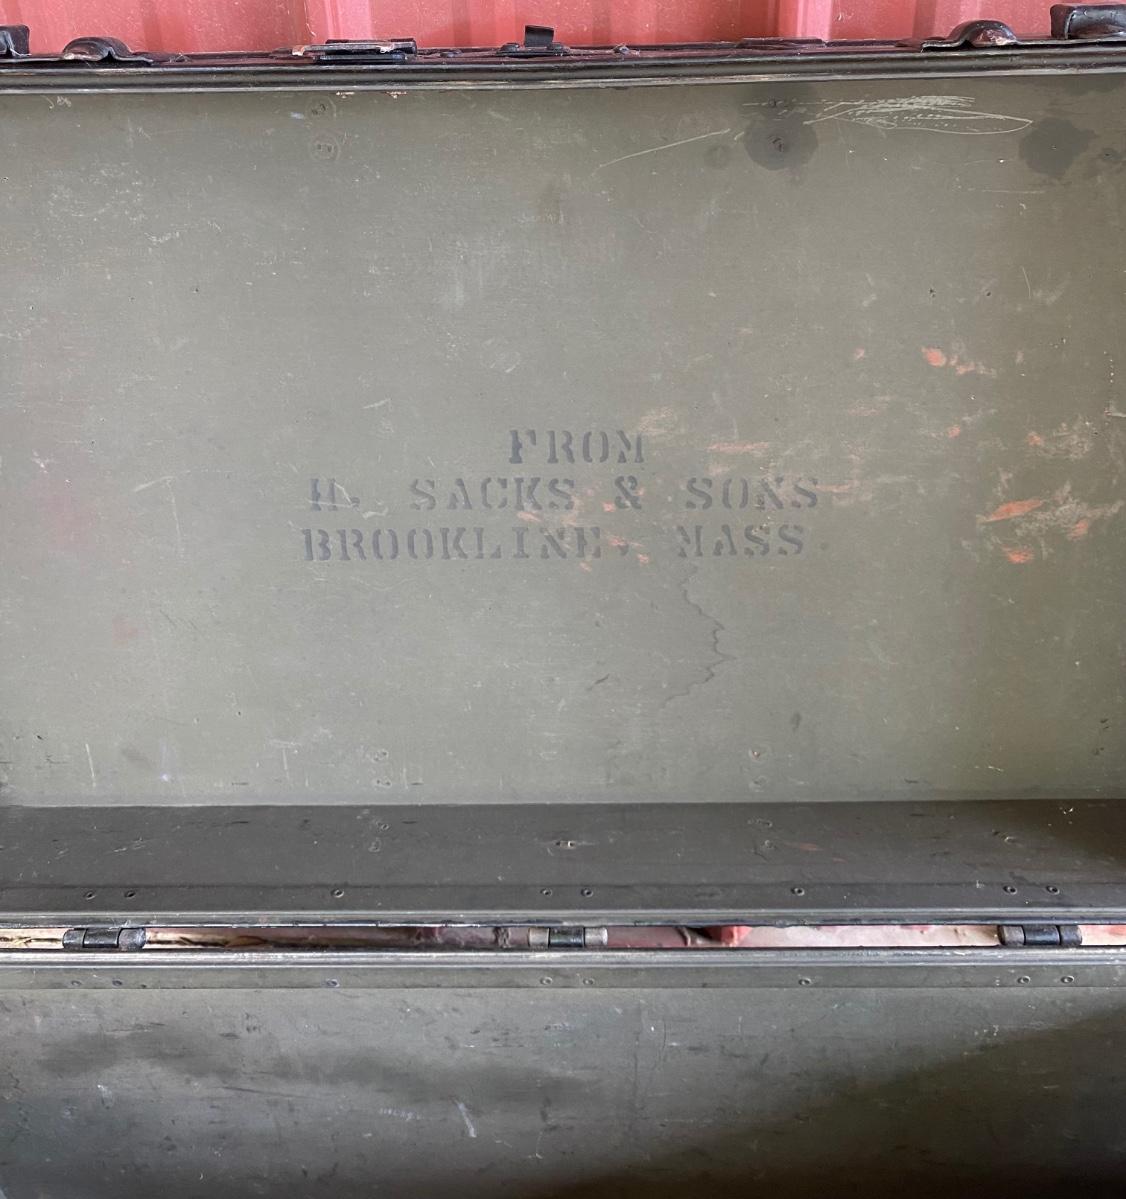 FROM
H. SACKS & SONS
BROOKLINE, MASS.